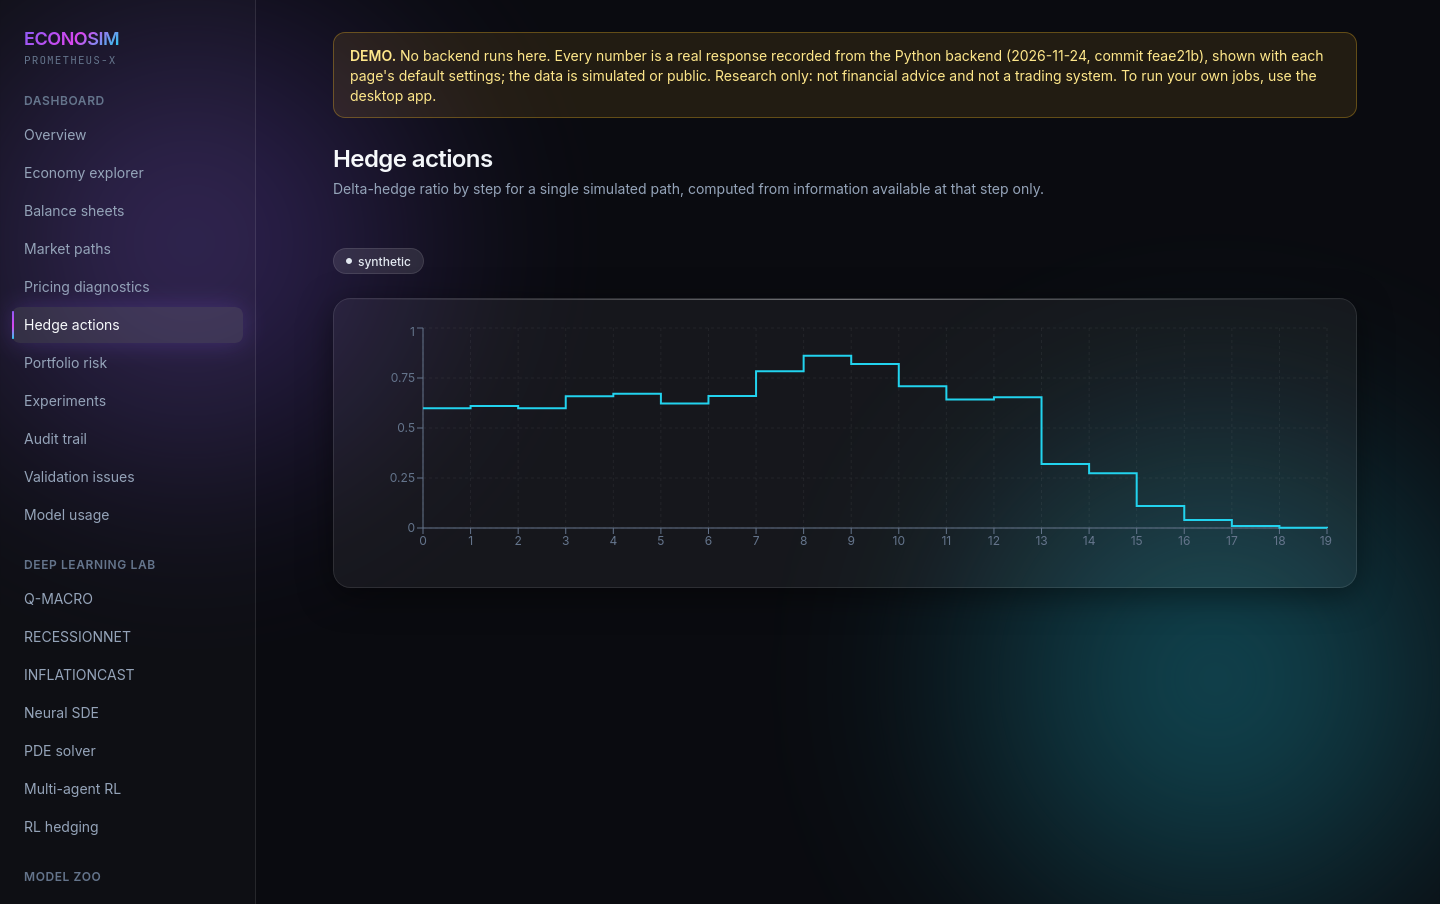 ECONOSIM
PROMETHEUS-X
DASHBOARD
Overview
Economy explorer
Balance sheets
Market paths
Pricing diagnostics
Hedge actions
Portfolio risk
Experiments
Audit trail
Validation issues
Model usage
DEEP LEARNING LAB
Q-MACRO
RECESSIONNET
INFLATIONCAST
Neural SDE
PDE solver
Multi-agent RL
RL hedging
MODEL ZOO
DEMO. No backend runs here. Every number is a real response recorded from the Python backend (2026-11-24, commit feae21b), shown with each
page's default settings; the data is simulated or public. Research only: not financial advice and not a trading system. To run your own jobs, use the
desktop app.
Hedge actions
Delta-hedge ratio by step for a single simulated path, computed from information available at that step only.
synthetic
1
0.75
0.5
0.25
0
0 1 2 3 4 5 6 7 8 9 10 11 12 13 14 15 16 17 18 19